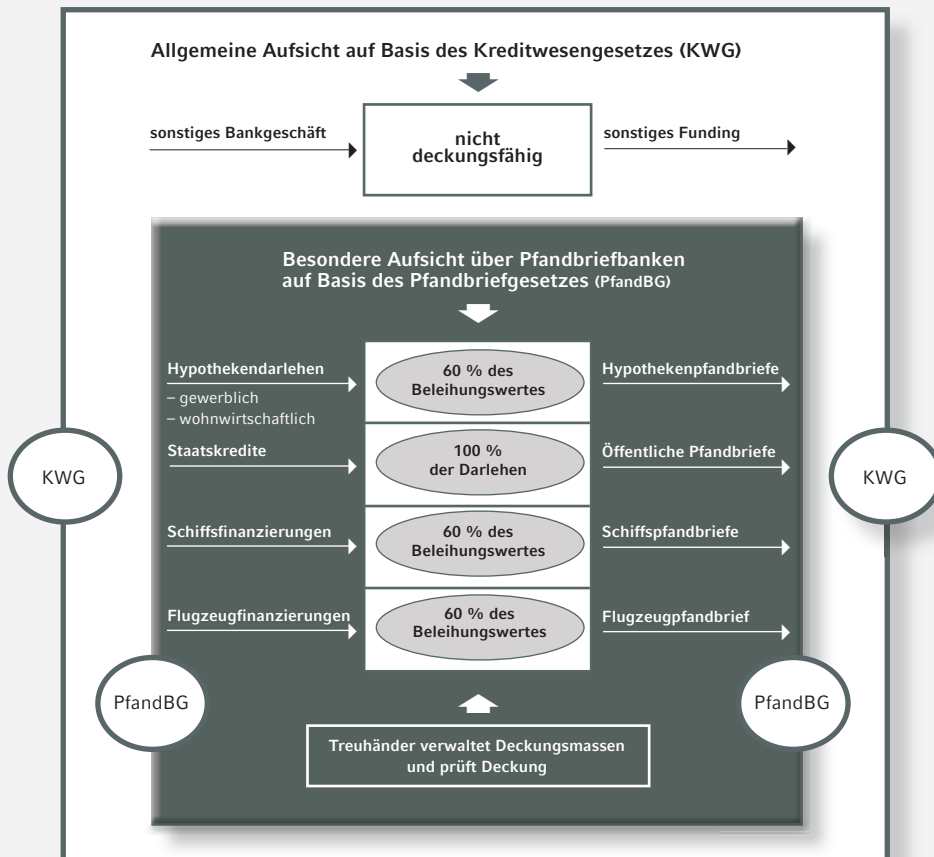 Allgemeine Aufsicht auf Basis des Kreditwesengesetzes (KWG)
sonstiges Bankgeschäft
nicht
deckungsfähig
sonstiges Funding
Besondere Aufsicht über Pfandbriefbanken
auf Basis des Pfandbriefgesetzes (PfandBG)
Hypothekendarlehen
– gewerblich
– wohnwirtschaftlich
60 % des
Beleihungswertes
Hypothekenpfandbriefe
Staatskredite
100 %
der Darlehen
Öffentliche Pfandbriefe
KWG
KWG
Schiffsfinanzierungen
60 % des
Beleihungswertes
Schiffspfandbriefe
Flugzeugfinanzierungen
60 % des
Beleihungswertes
Flugzeugpfandbrief
PfandBG
PfandBG
Treuhänder verwaltet Deckungsmassen
und prüft Deckung